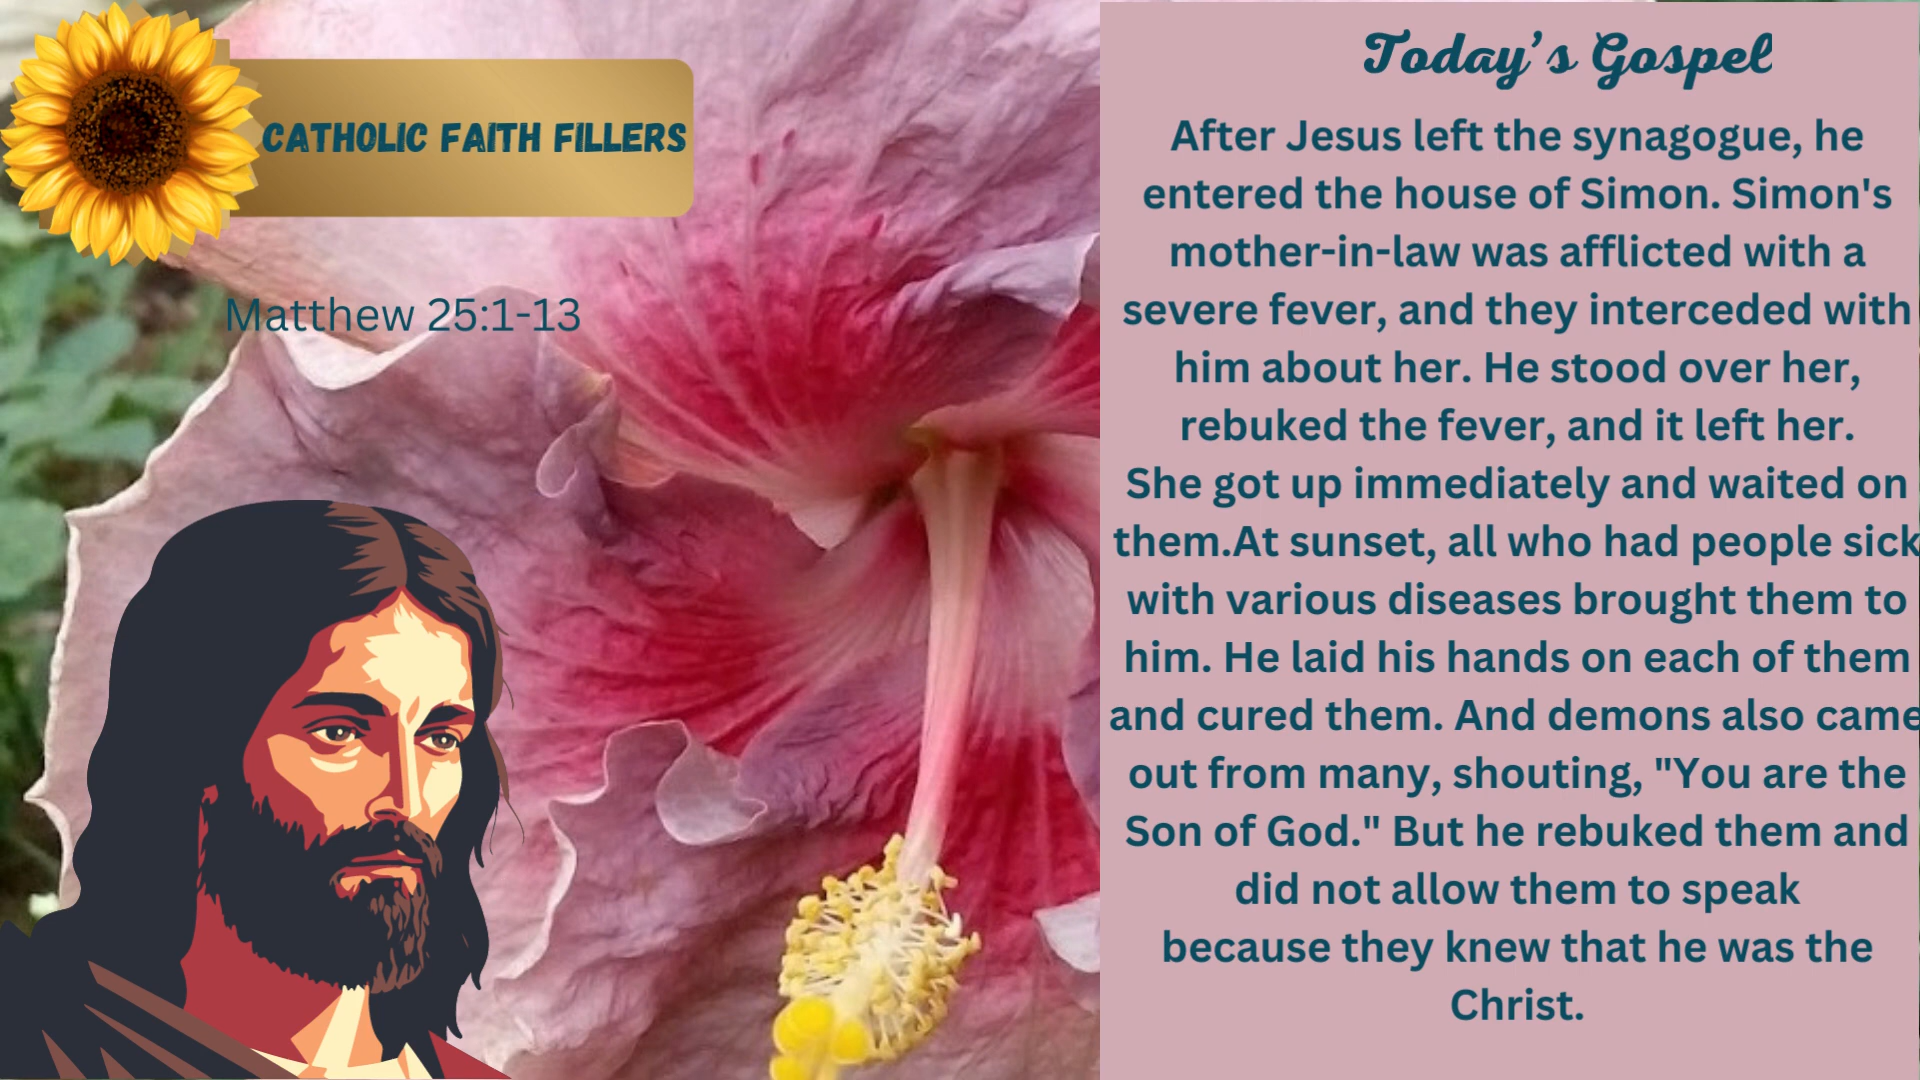 CATHOLIC FAITH FILLERS
Matthew 25:1-13
Today's Gospel
After Jesus left the synagogue, he
entered the house of Simon. Simon's
mother-in-law was afflicted with a
severe fever, and they interceded with
him about her. He stood over her,
rebuked the fever, and it left her.
She got up immediately and waited on
them.At sunset, all who had people sick
with various diseases brought them to
him. He laid his hands on each of them
and cured them. And demons also came
out from many, shouting, "You are the
Son of God." But he rebuked them and
did not allow them to speak
because they knew that he was the
Christ.